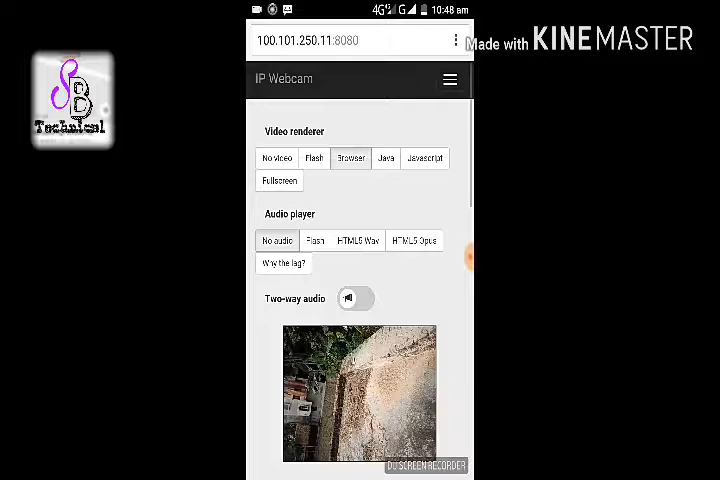 4G G 10:48 am
Made with KINEMASTER
100.101.250.11:8080
IP Webcam
SB
Technical
Video renderer
No video Flash Browser Java Javascript
Fullscreen
Audio player
No audio Flash HTML5 Wav HTML5 Opus
Why the lag?
Two-way audio
DU SCREEN RECORDER